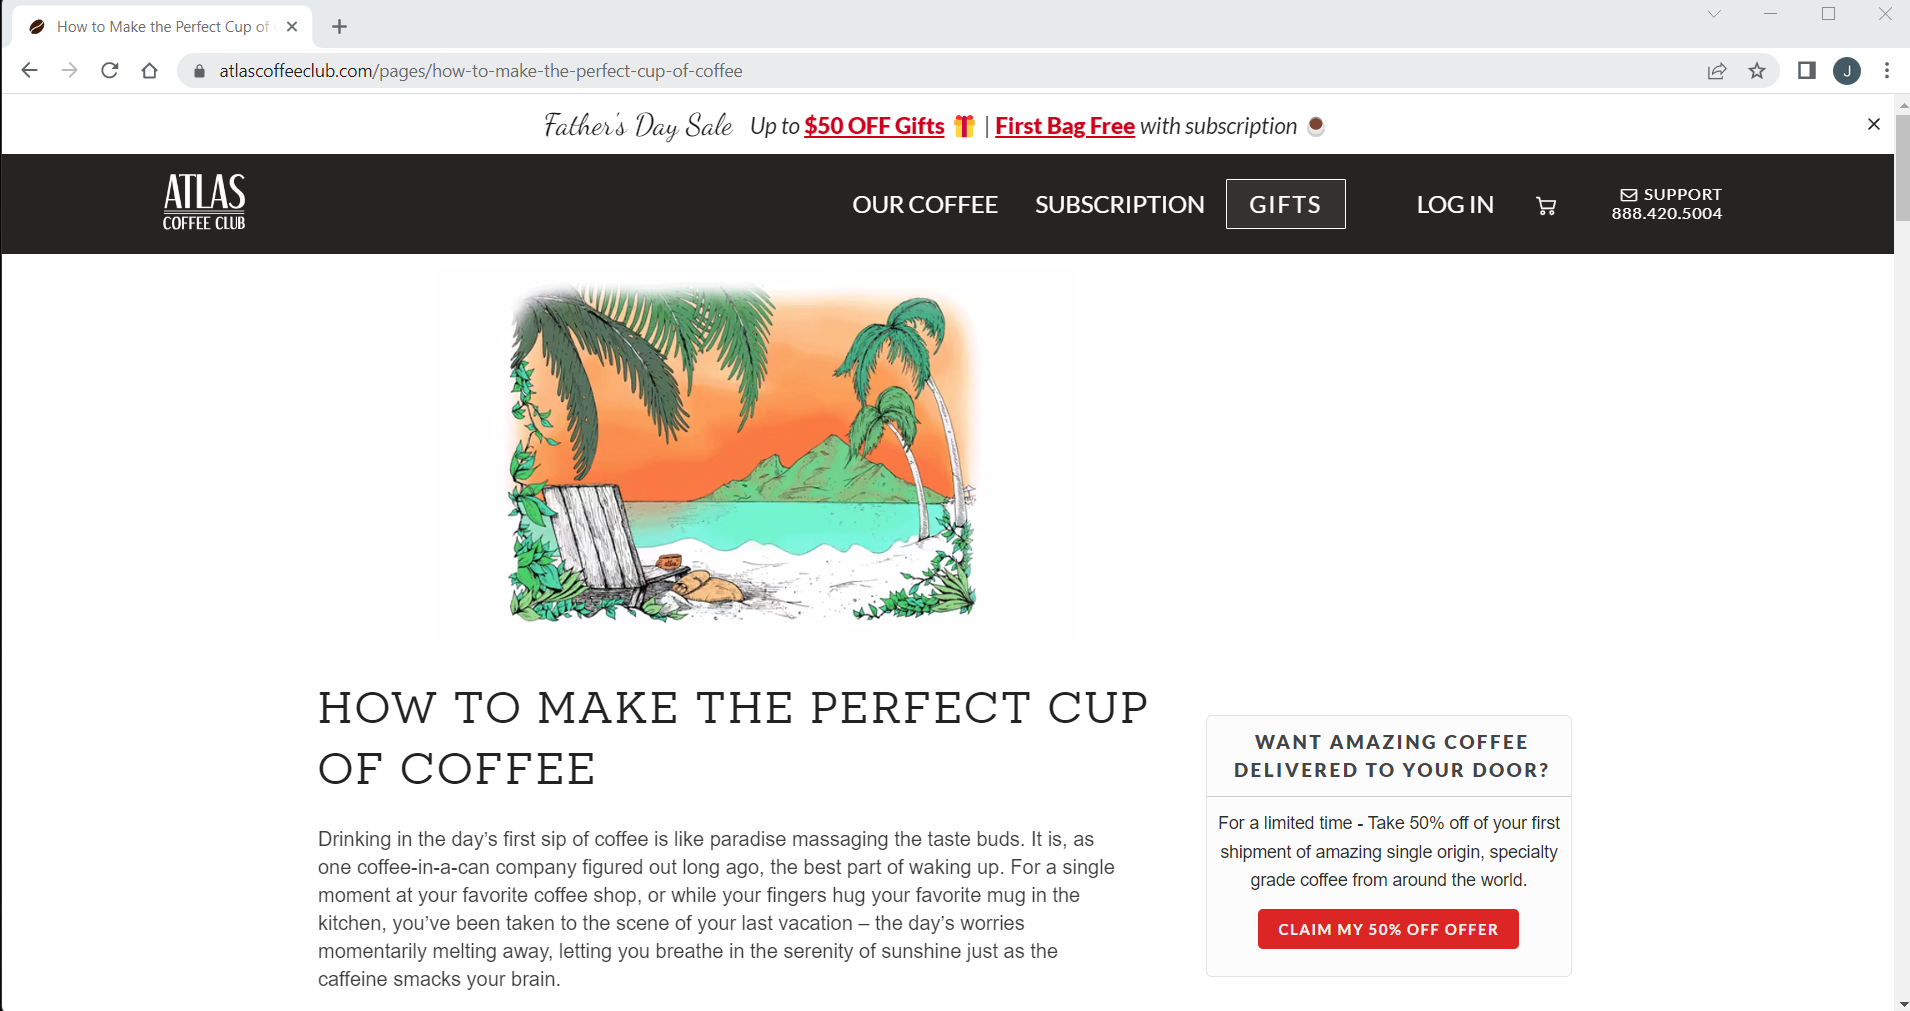 How to Make the Perfect Cup of
atlascoffeeclub.com/pages/how-to-make-the-perfect-cup-of-coffee
J
Father's Day Sale Up to $50 OFF Gifts | First Bag Free with subscription
ATLAS
COFFEE CLUB
OUR COFFEE
SUBSCRIPTION
GIFTS
LOG IN
SUPPORT
888.420.5004
HOW TO MAKE THE PERFECT CUP
OF COFFEE
Drinking in the day’s first sip of coffee is like paradise massaging the taste buds. It is, as
one coffee-in-a-can company figured out long ago, the best part of waking up. For a single
moment at your favorite coffee shop, or while your fingers hug your favorite mug in the
kitchen, you’ve been taken to the scene of your last vacation – the day’s worries
momentarily melting away, letting you breathe in the serenity of sunshine just as the
caffeine smacks your brain.
WANT AMAZING COFFEE
DELIVERED TO YOUR DOOR?
For a limited time - Take 50% off of your first
shipment of amazing single origin, specialty
grade coffee from around the world.
CLAIM MY 50% OFF OFFER